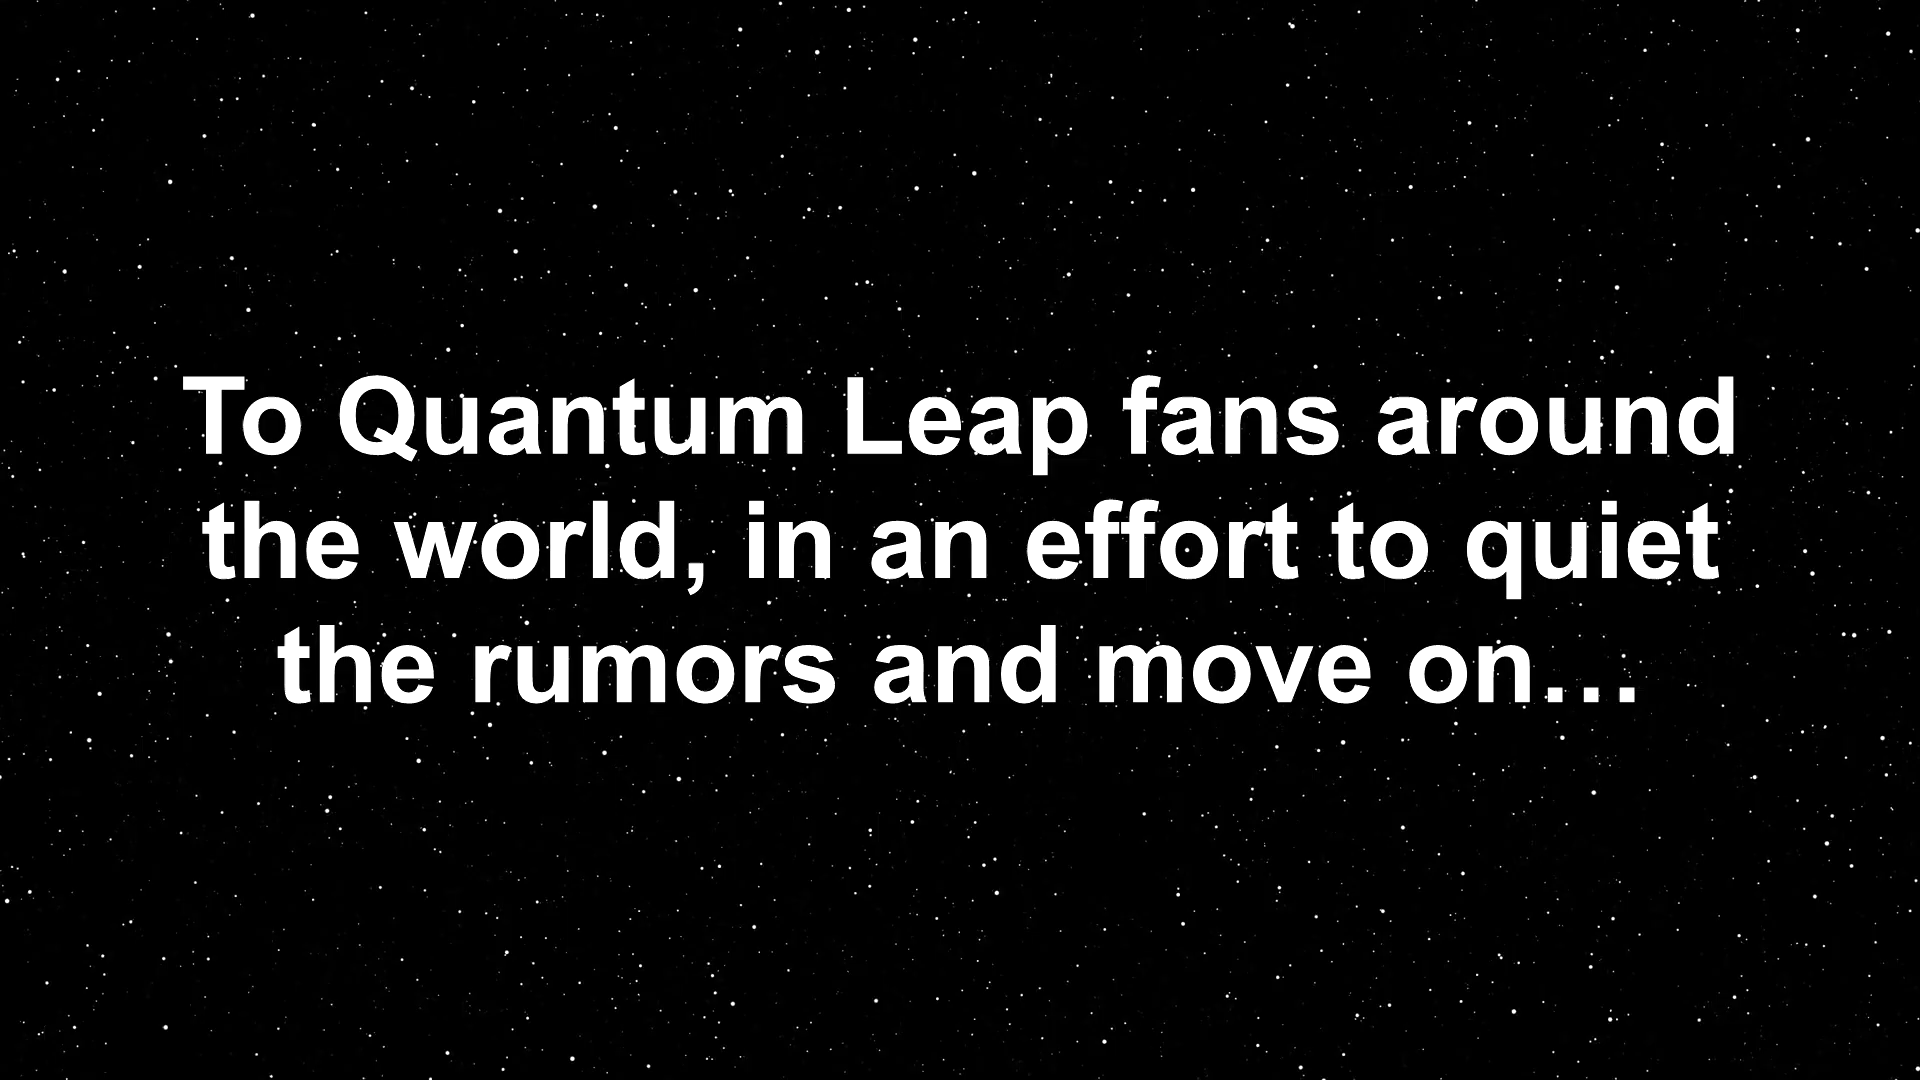 To Quantum Leap fans around
the world, in an effort to quiet
the rumors and move on…